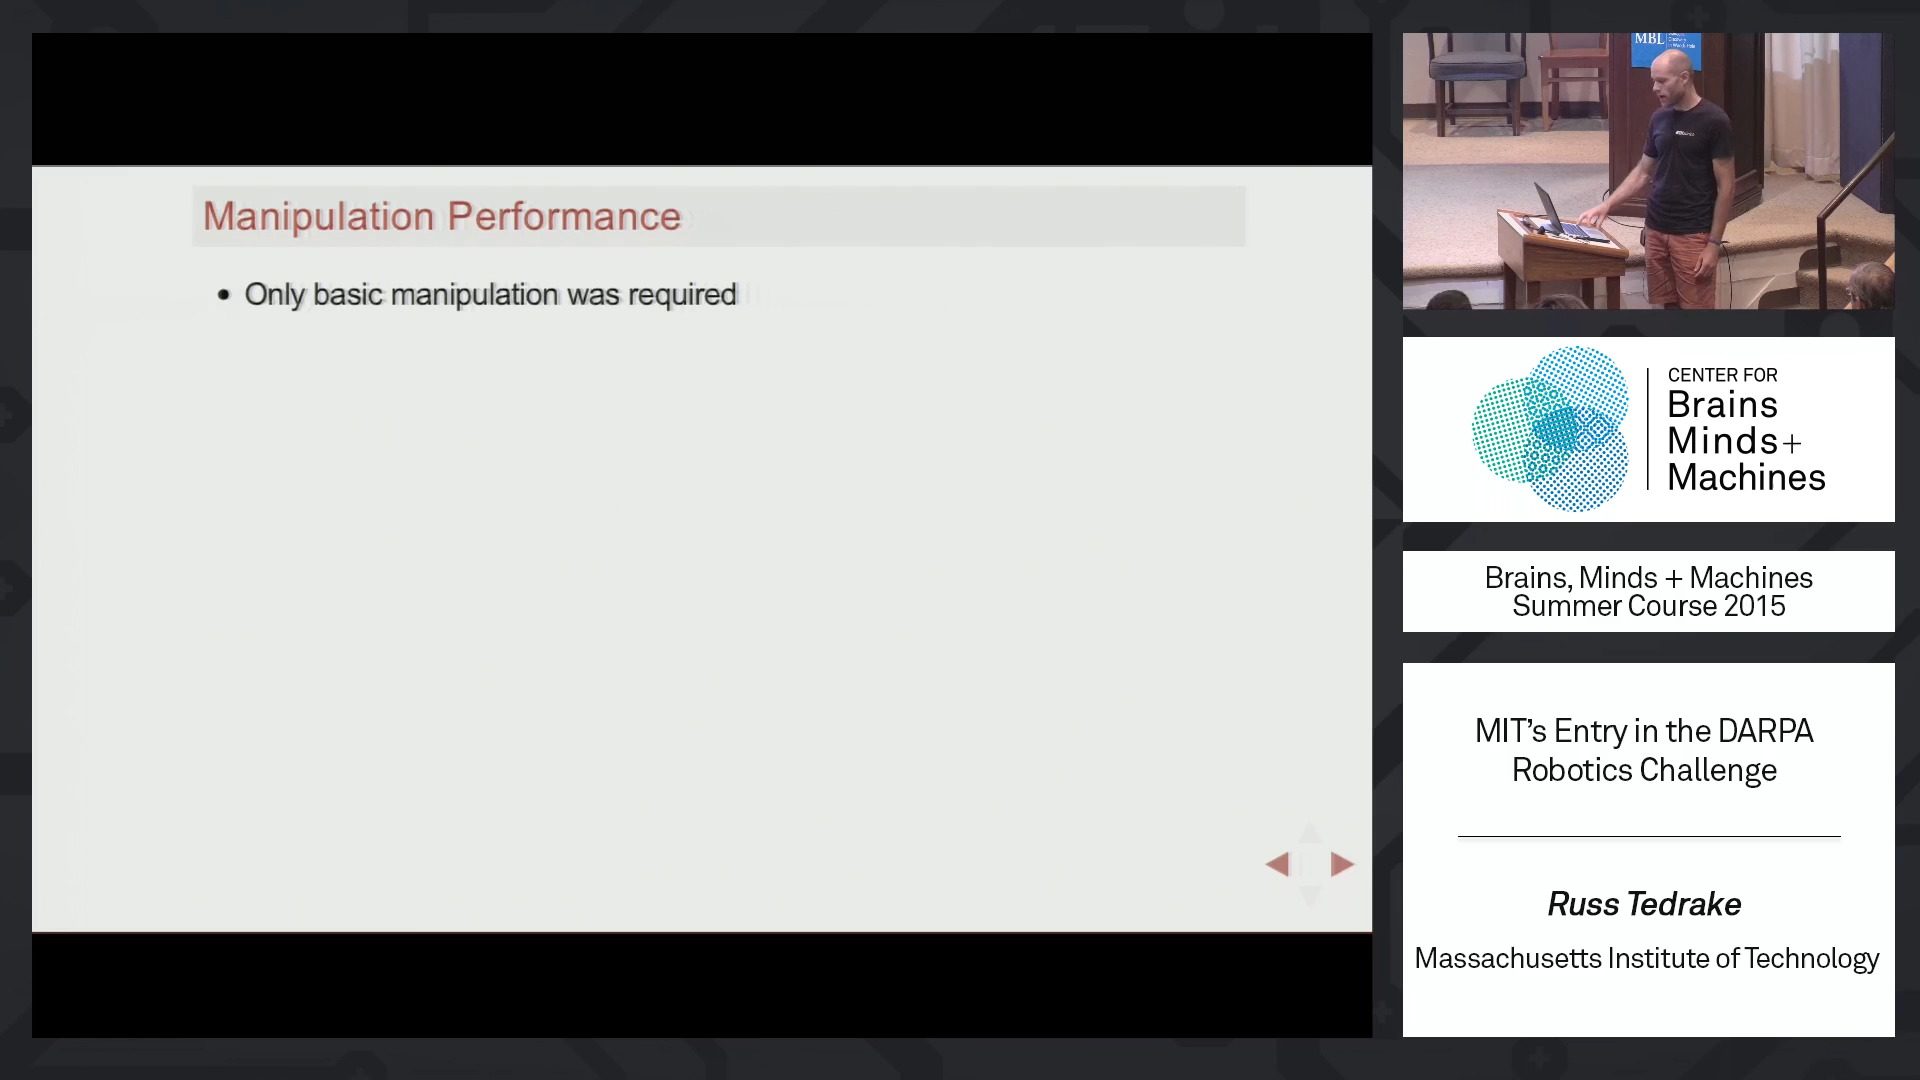 Manipulation Performance
• Only basic manipulation was required
MBL
CENTER FOR
Brains
Minds+
Machines
Brains, Minds + Machines
Summer Course 2015
MIT’s Entry in the DARPA
Robotics Challenge
Russ Tedrake
Massachusetts Institute of Technology